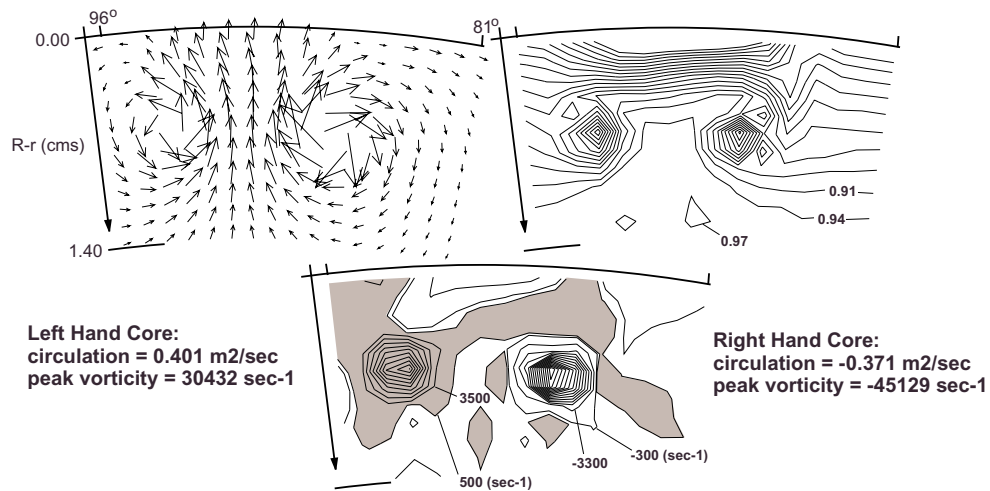 96o
0.00
R-r (cms)
1.40
81o
0.91
0.94
0.97
Left Hand Core:
circulation = 0.401 m2/sec
peak vorticity = 30432 sec-1
Right Hand Core:
circulation = -0.371 m2/sec
peak vorticity = -45129 sec-1
3500
500 (sec-1)
-3300
-300 (sec-1)